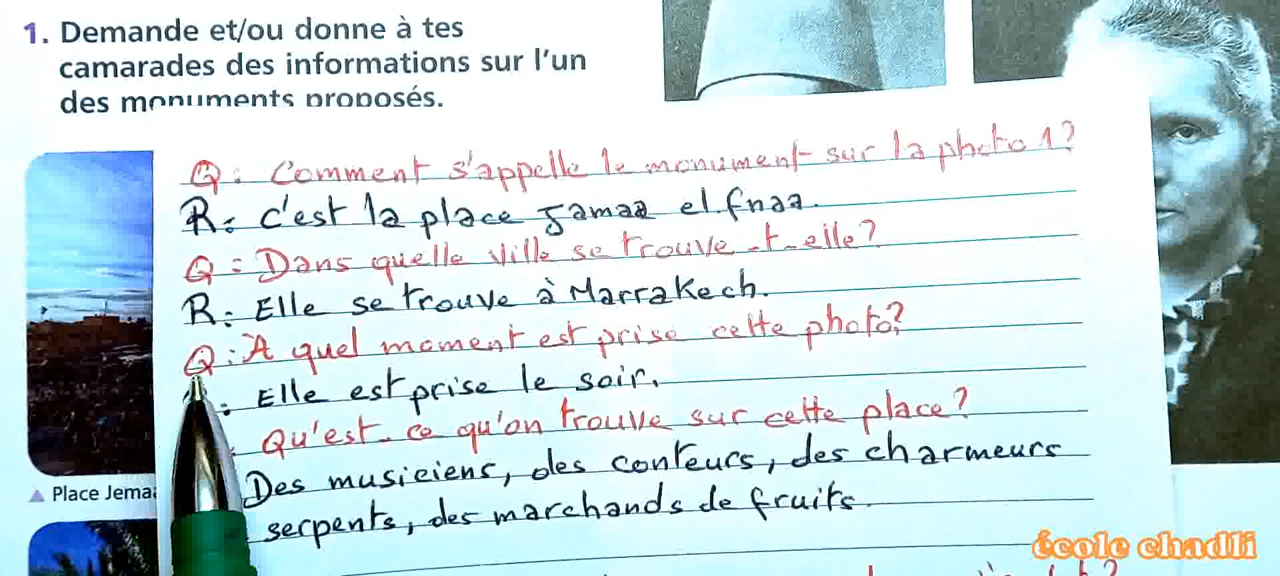 1. Demande et/ou donne à tes
camarades des informations sur l'un
des monuments proposés.
Q: Comment s'appelle le monument sur la photo 1?
R: c'est la place Jamaa el fnaa.
Q: Dans quelle ville se trouve-t-elle?
R: Elle se trouve à Marrakech.
Q: A quel moment est prise cette photo?
: Elle est prise le soir.
Qu'est-ce qu'on trouve sur cette place?
Des musiciens, des conteurs, des charmeurs
serpents, des marchands de fruits.
▲ Place Jema
école chadli